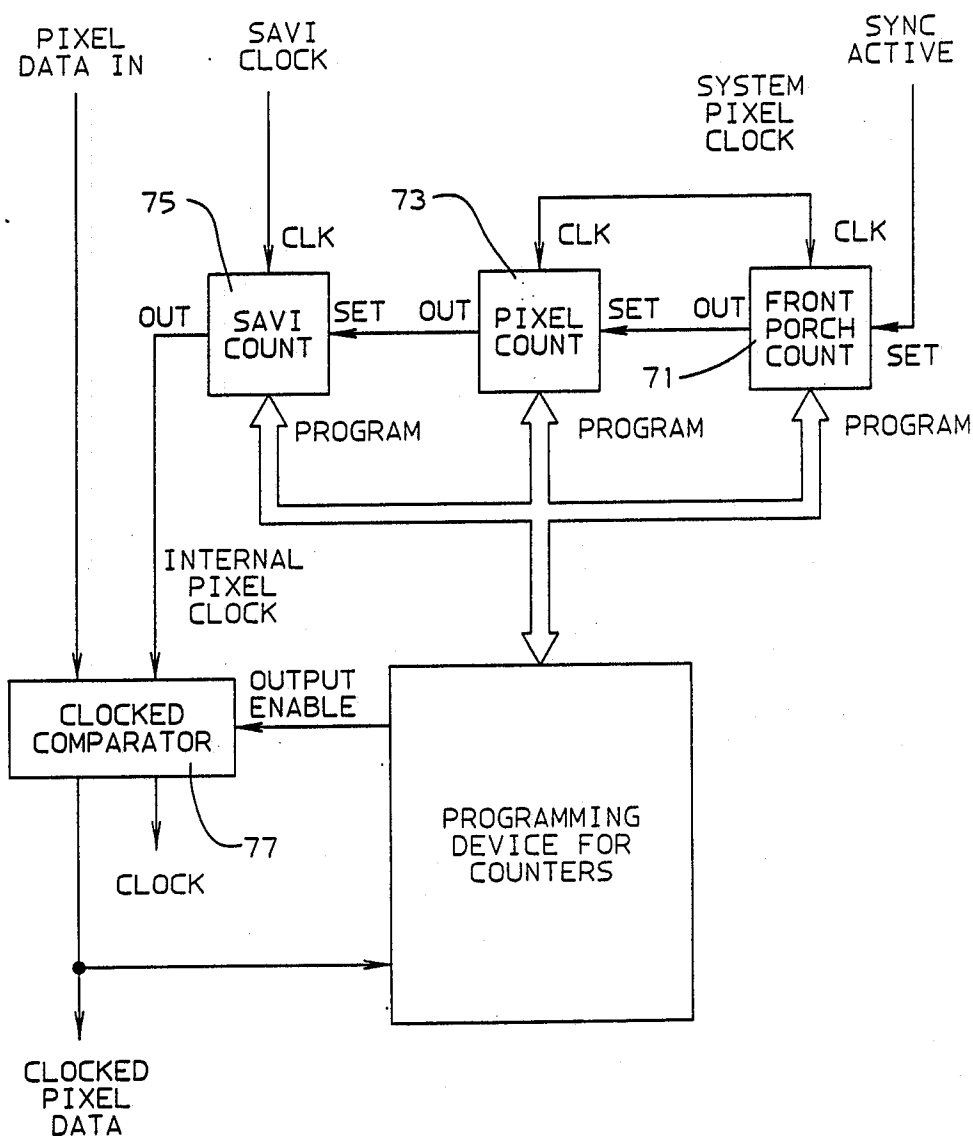 PIXEL
DATA IN
SAVI
CLOCK
SYNC
ACTIVE
SYSTEM
PIXEL
CLOCK
75
73
CLK
CLK
CLK
OUT
SAVI
COUNT
SET
OUT
PIXEL
COUNT
SET
OUT
FRONT
PORCH
COUNT
SET
71
PROGRAM
PROGRAM
PROGRAM
INTERNAL
PIXEL
CLOCK
OUTPUT
ENABLE
CLOCKED
COMPARATOR
77
CLOCK
PROGRAMMING
DEVICE FOR
COUNTERS
CLOCKED
PIXEL
DATA